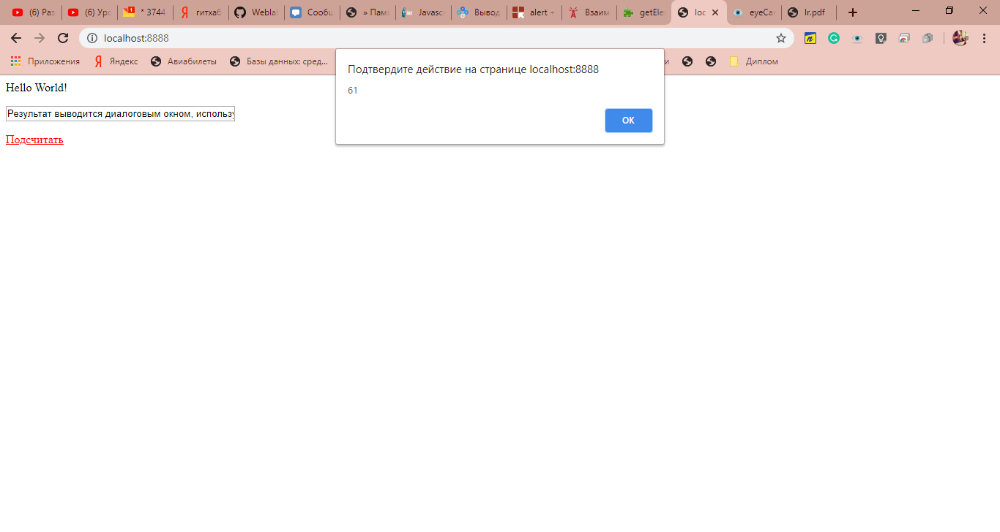 (6) Раз
(6) Урс
* 3744
гитхаб
Weblal
Сообщ
» Пам
Javasc
Вывод
alert -
Взаим
getEle
loc
eyeCa
lr.pdf
localhost:8888
Приложения
Яндекс
Авиабилеты
Базы данных: сред...
и
Диплом
Подтвердите действие на странице localhost:8888
61
OK
Hello World!
Результат выводится диалоговым окном, использу
Подсчитать